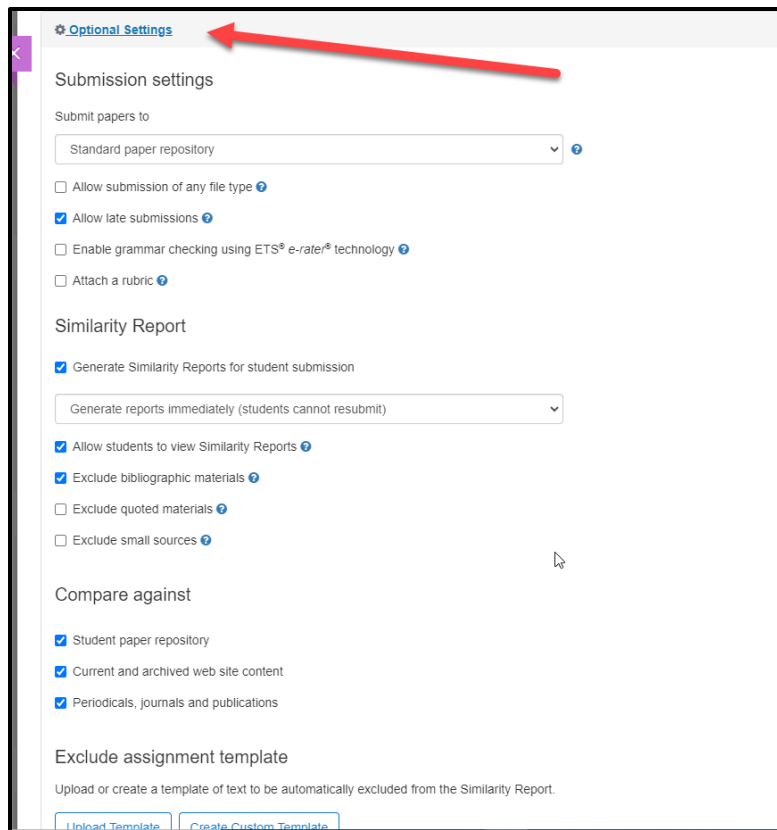 Optional Settings
Submission settings
Submit papers to
Standard paper repository
Allow submission of any file type
Allow late submissions
Enable grammar checking using ETS® e-rater® technology
Attach a rubric
Similarity Report
Generate Similarity Reports for student submission
Generate reports immediately (students cannot resubmit)
Allow students to view Similarity Reports
Exclude bibliographic materials
Exclude quoted materials
Exclude small sources
Compare against
Student paper repository
Current and archived web site content
Periodicals, journals and publications
Exclude assignment template
Upload or create a template of text to be automatically excluded from the Similarity Report.
Upload Template Create Custom Template